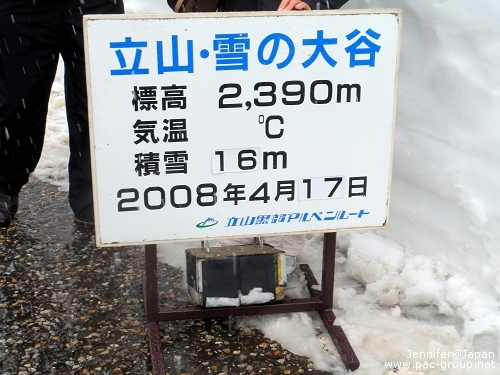 立山・雪の大谷
標高 2,390m
気温 ℃
積雪 16m
2008年4月17日
立山黒部アルペンルート
Jennifer@Japan
www.pac-group.net